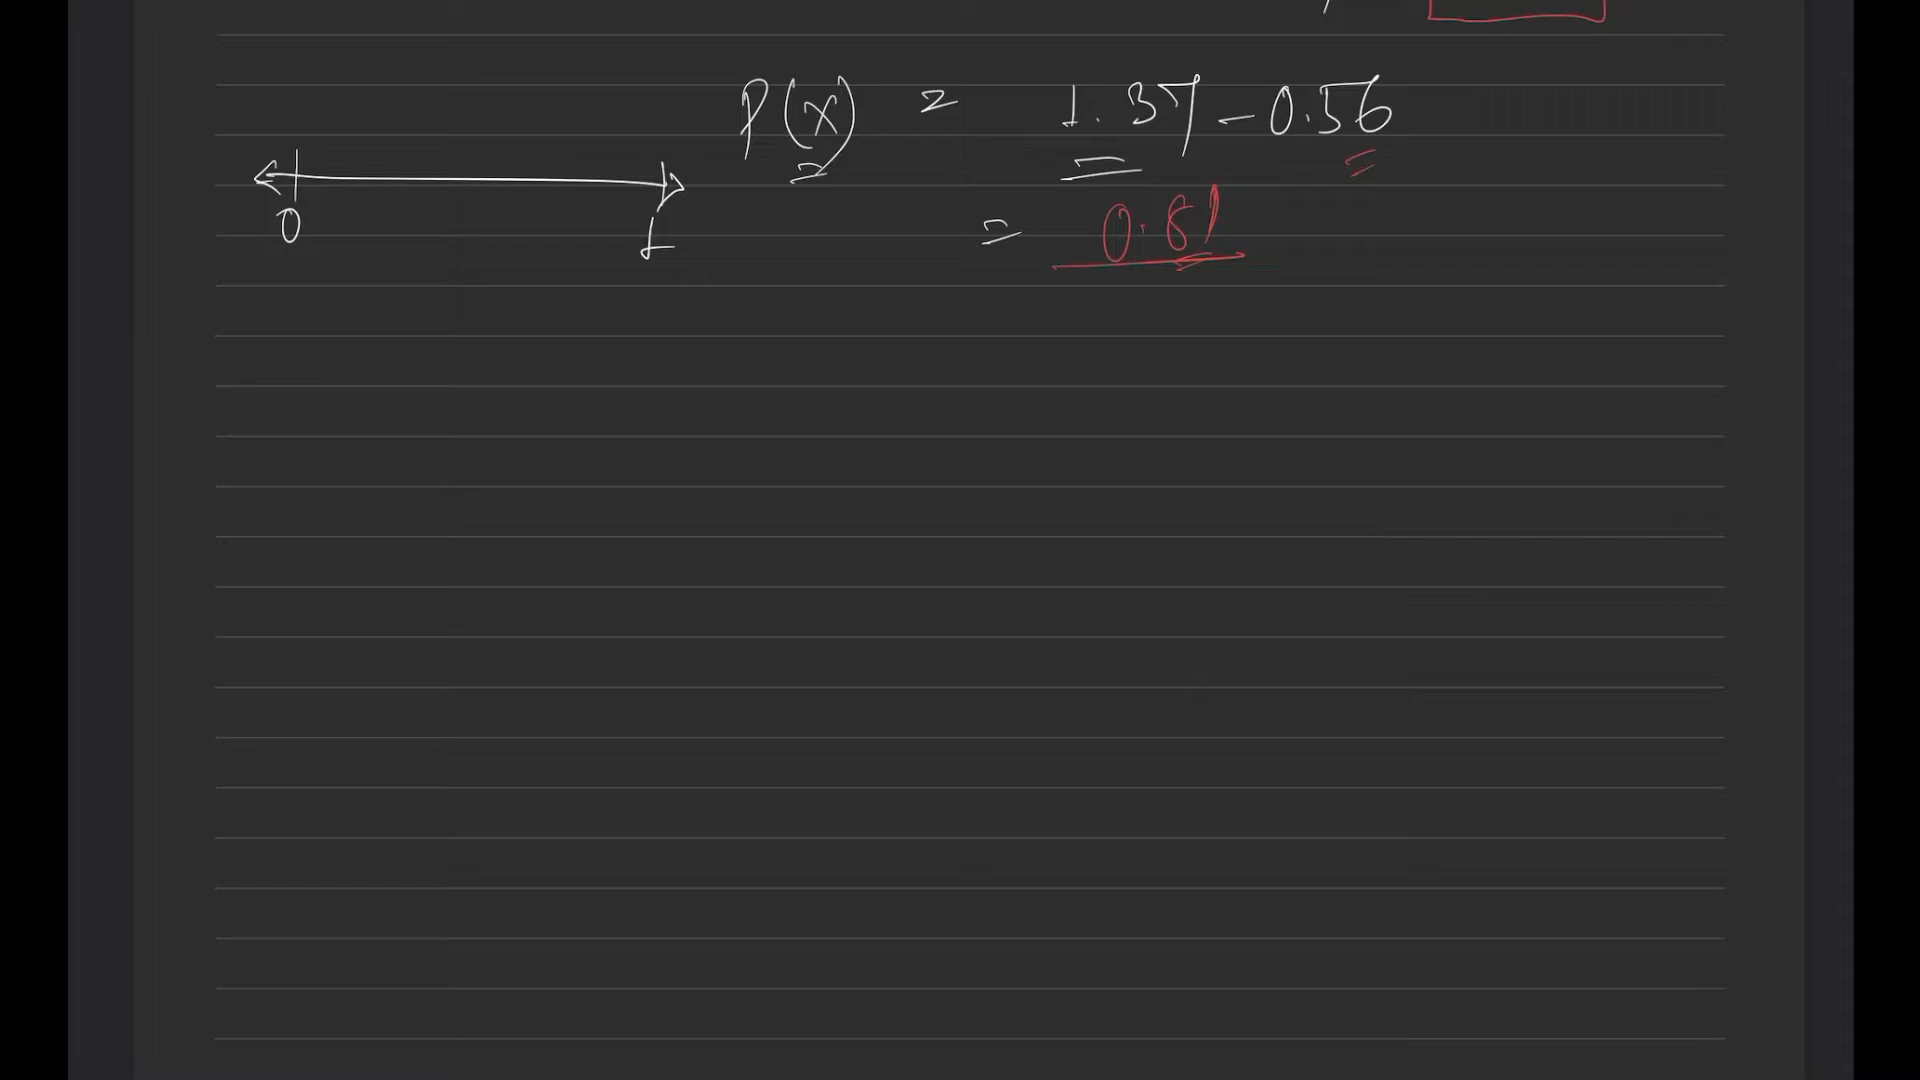 P(x) = 1.37 - 0.56
0 1
= 0.81